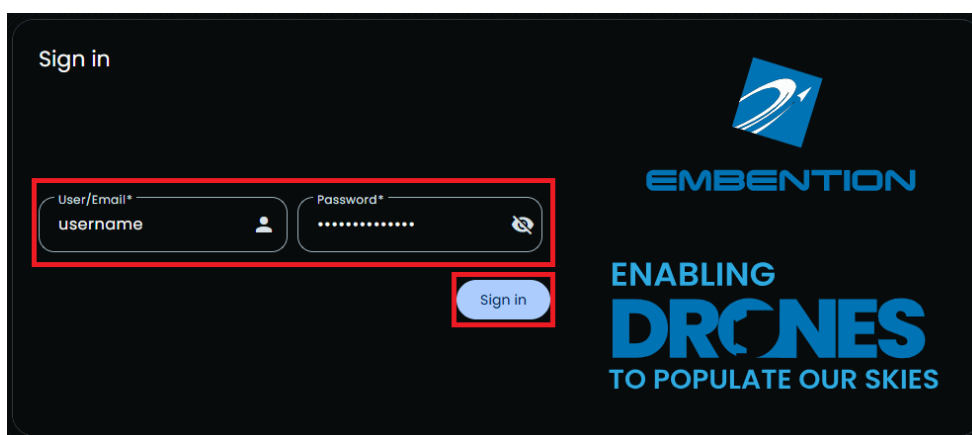 Sign in
User/Email*
username
Password*
••••••••••••••
Sign in
EMBENTION
ENABLING
DRONES
TO POPULATE OUR SKIES